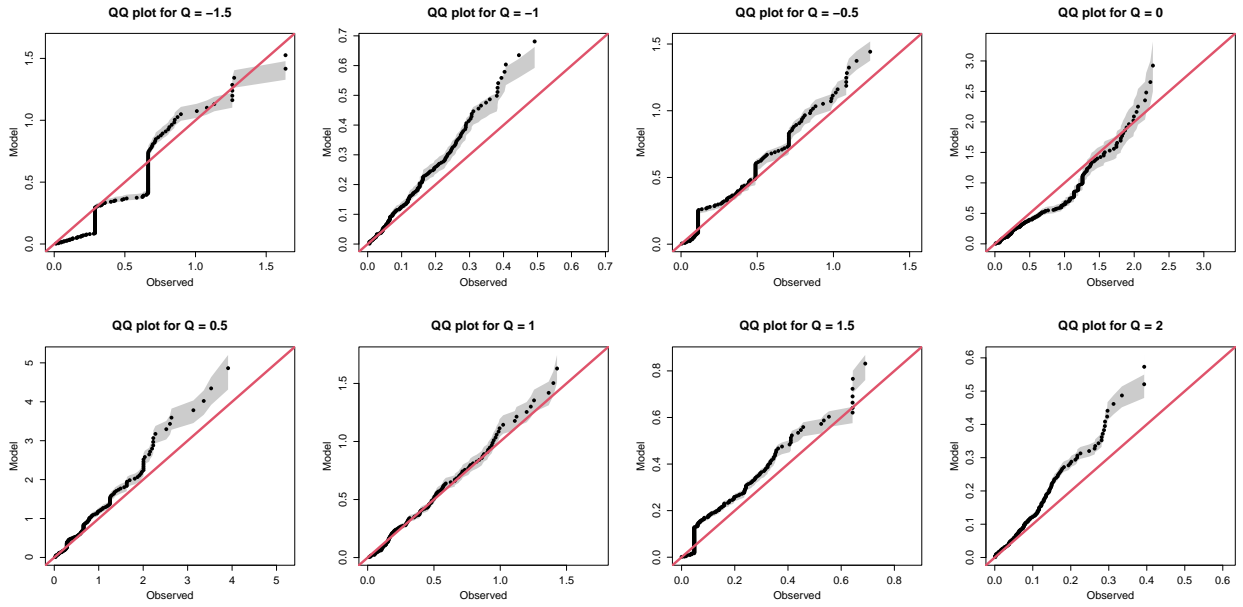 QQ plot for Q = −1.5
QQ plot for Q = −1
QQ plot for Q = −0.5
QQ plot for Q = 0
Model
0.0 0.5 1.0 1.5
0.0 0.5 1.0 1.5
Observed
Model
0.0 0.1 0.2 0.3 0.4 0.5 0.6 0.7
0.0 0.1 0.2 0.3 0.4 0.5 0.6 0.7
Observed
Model
0.0 0.5 1.0 1.5
0.0 0.5 1.0 1.5
Observed
Model
0.0 0.5 1.0 1.5 2.0 2.5 3.0
0.0 0.5 1.0 1.5 2.0 2.5 3.0
Observed
QQ plot for Q = 0.5
QQ plot for Q = 1
QQ plot for Q = 1.5
QQ plot for Q = 2
Model
0 1 2 3 4 5
0 1 2 3 4 5
Observed
Model
0.0 0.5 1.0 1.5
0.0 0.5 1.0 1.5
Observed
Model
0.0 0.2 0.4 0.6 0.8
0.0 0.2 0.4 0.6 0.8
Observed
Model
0.0 0.1 0.2 0.3 0.4 0.5 0.6
0.0 0.1 0.2 0.3 0.4 0.5 0.6
Observed